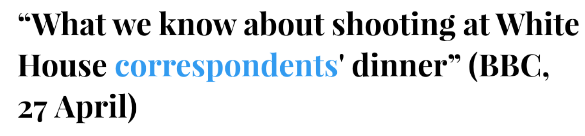 “What we know about shooting at White
House correspondents' dinner” (BBC,
27 April)